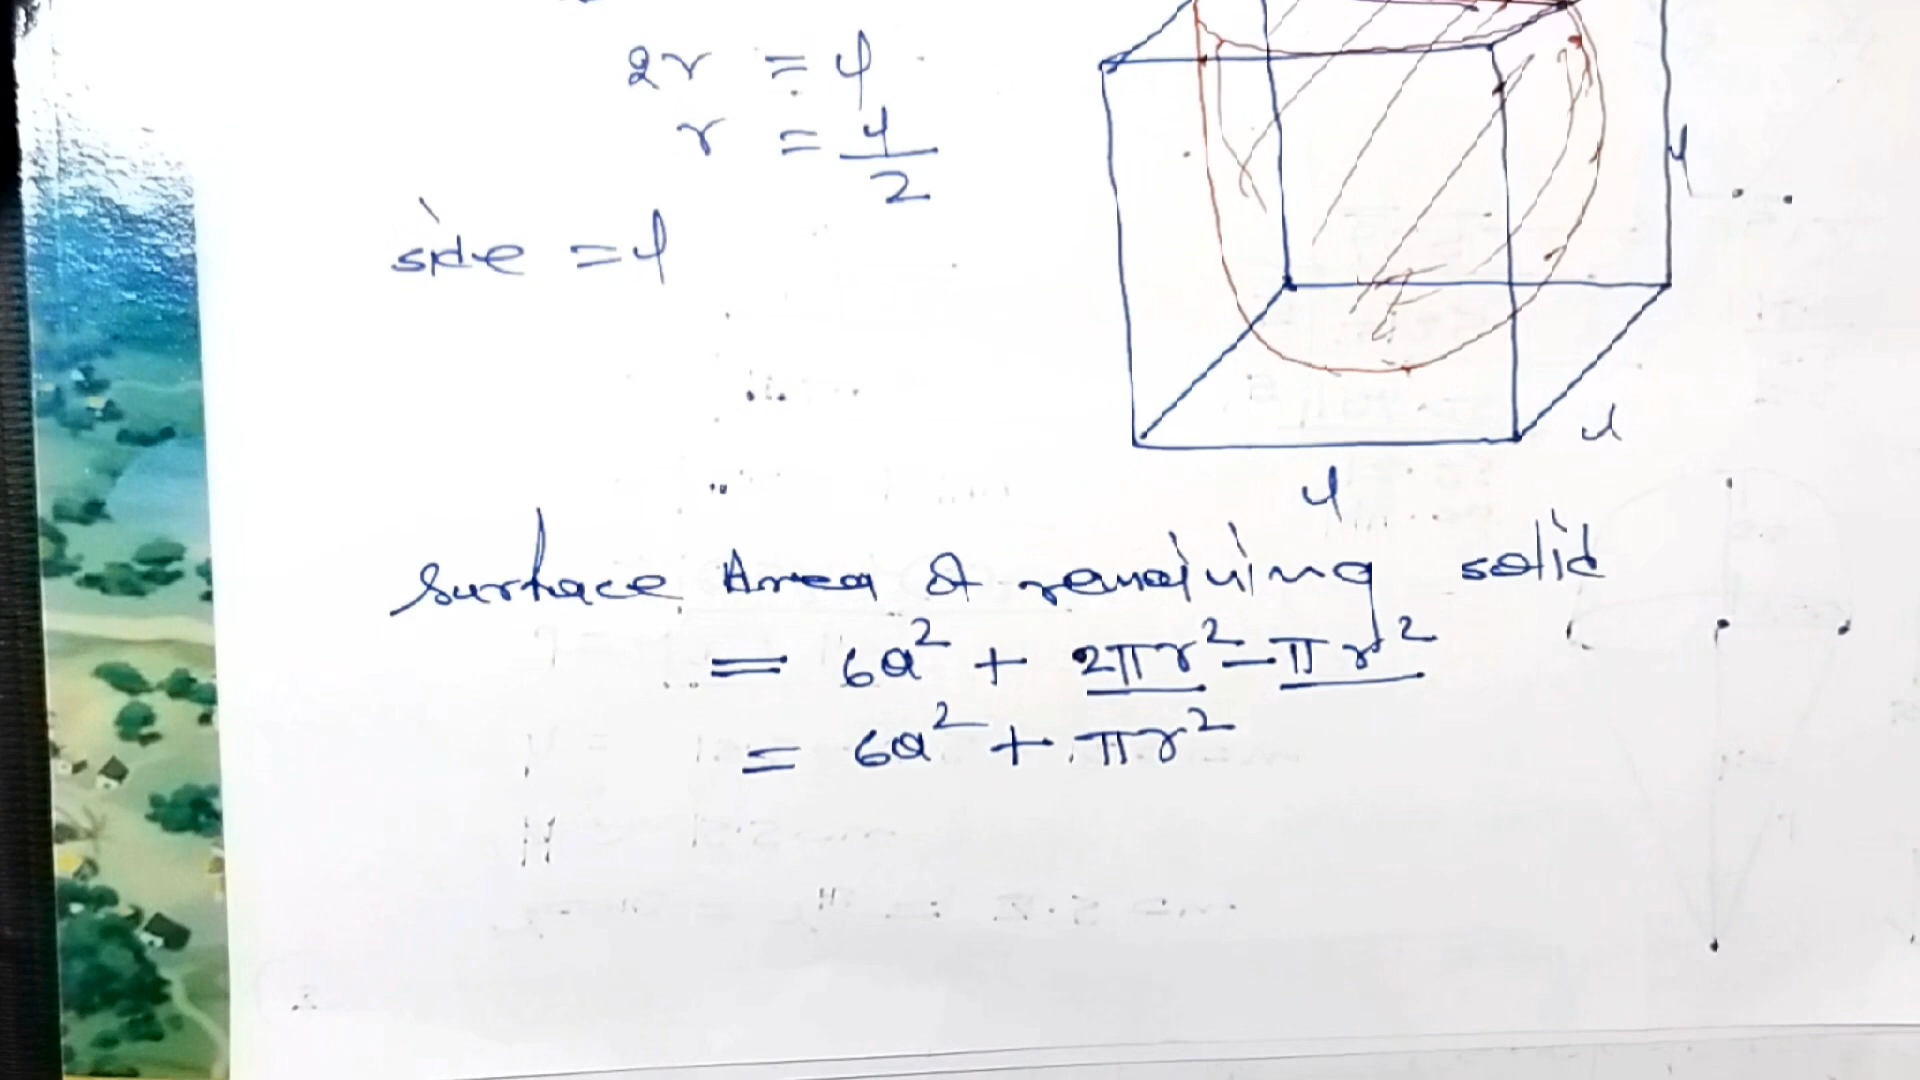 2r = 4
r = 4/2
side = 4
4
4
4
surface Area of remaining solid
= 6a² + 2πr² - πr²
= 6a² + πr²